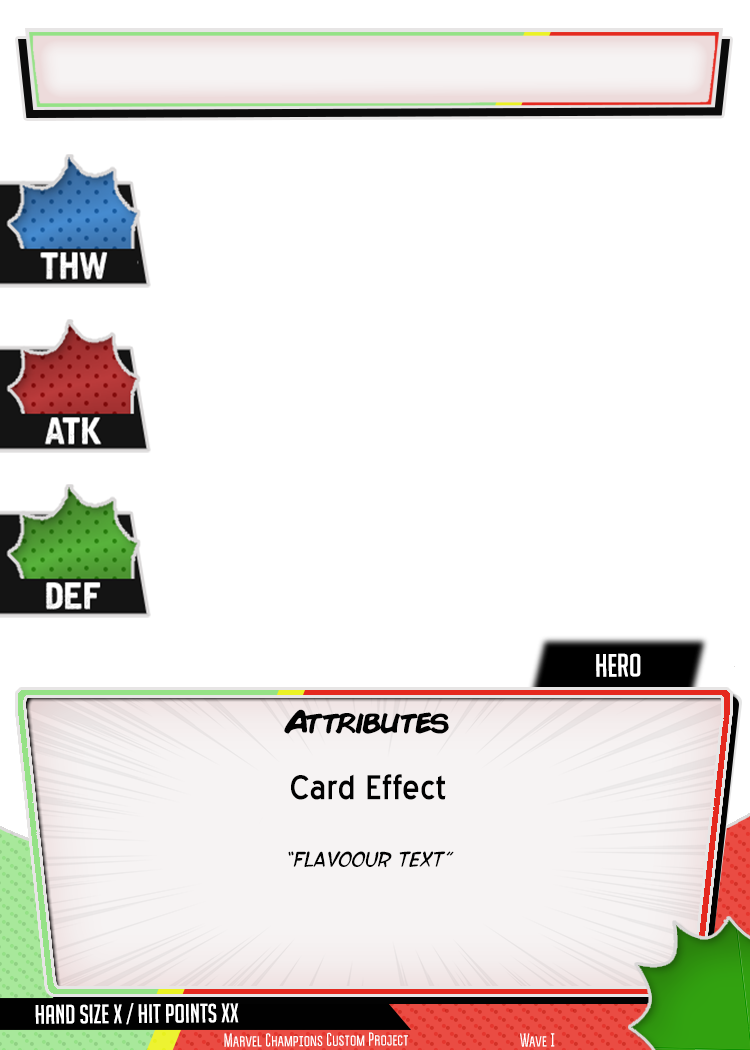 THW
ATK
DEF
HERO
ATTRIBUTES
Card Effect
"FLAVOOUR TEXT"
HAND SIZE X / HIT POINTS XX
MARVEL CHAMPIONS CUSTOM PROJECT
WAVE I